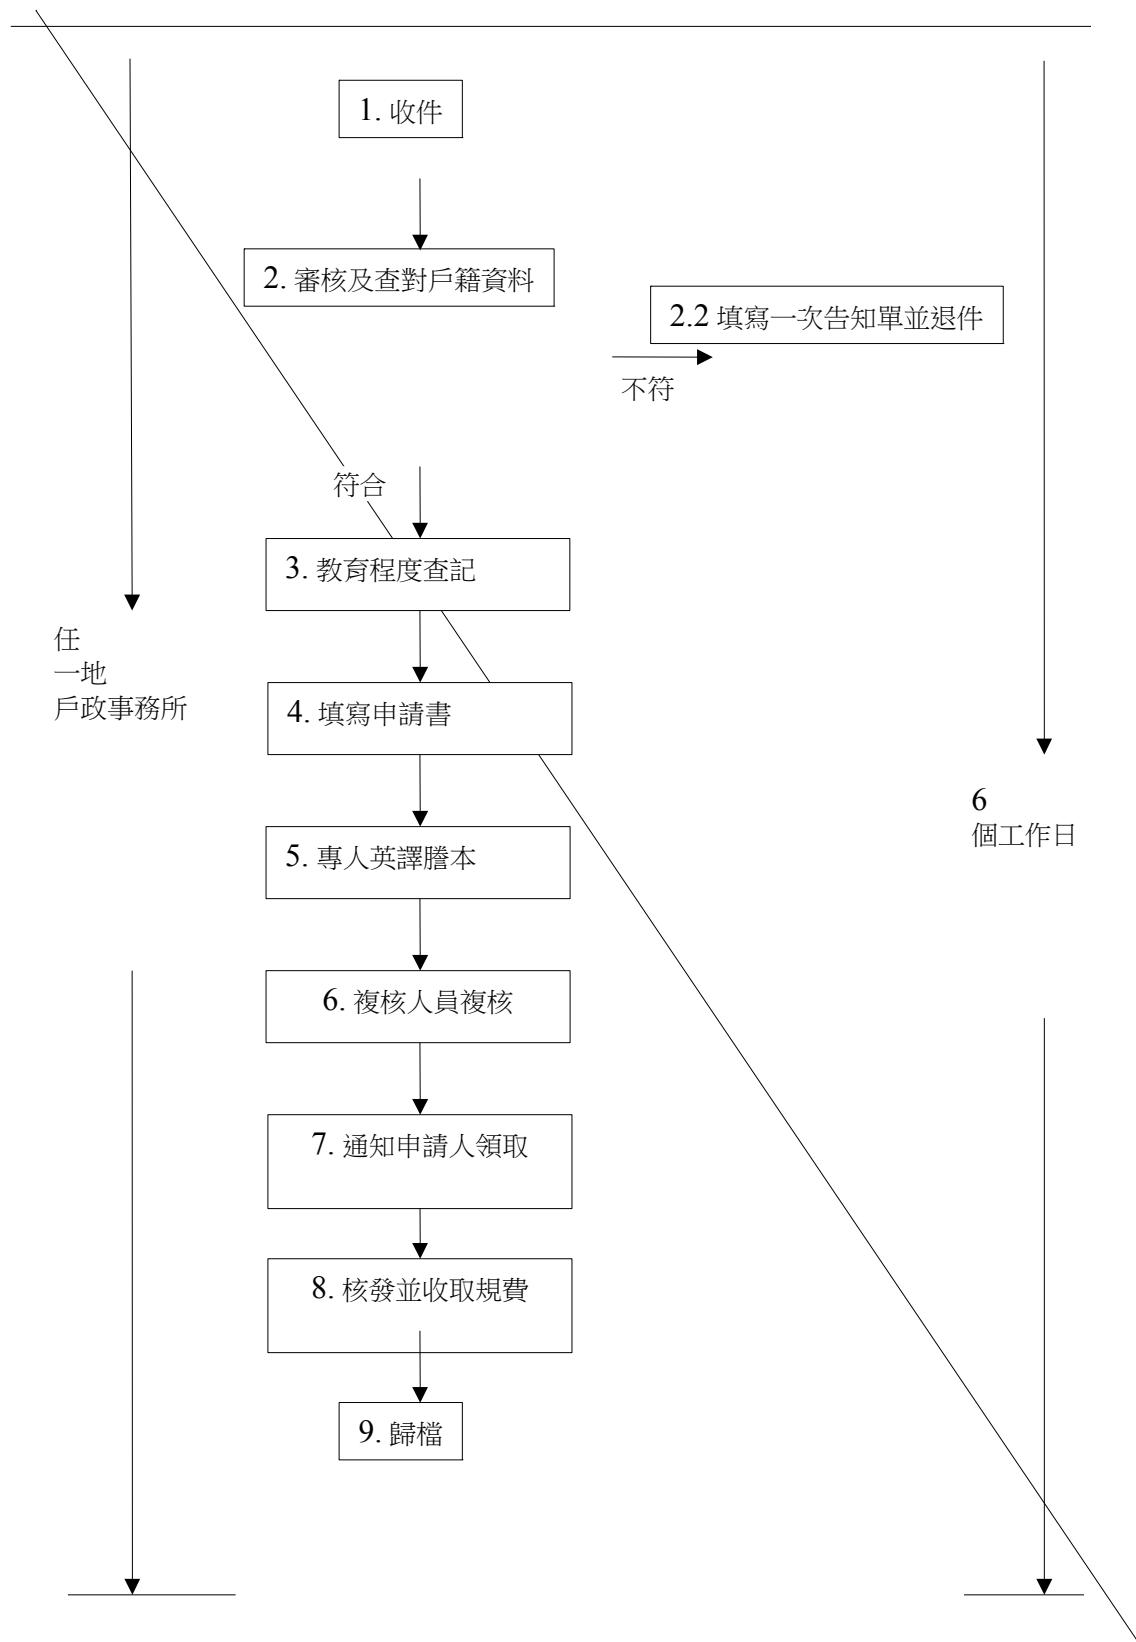 1. 收件
2. 審核及查對戶籍資料
2.2 填寫一次告知單並退件
不符
符合
3. 教育程度查記
任
一地
戶政事務所
4. 填寫申請書
6
個工作日
5. 專人英譯謄本
6. 複核人員複核
7. 通知申請人領取
8. 核發並收取規費
9. 歸檔